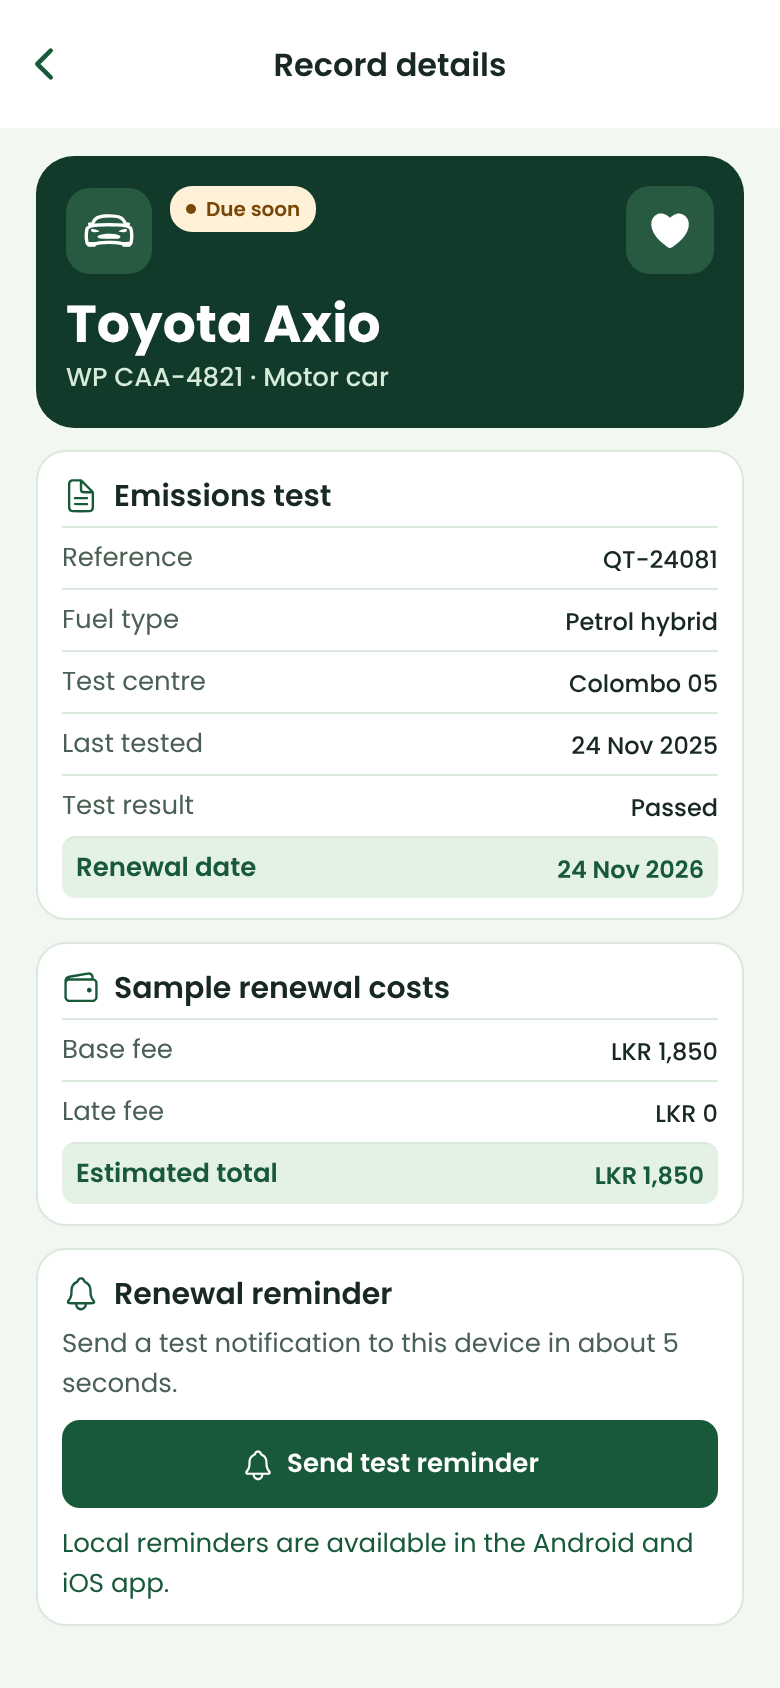 Record details
Due soon
Toyota Axio
WP CAA-4821 · Motor car
Emissions test
Reference QT-24081
Fuel type Petrol hybrid
Test centre Colombo 05
Last tested 24 Nov 2025
Test result Passed
Renewal date 24 Nov 2026
Sample renewal costs
Base fee LKR 1,850
Late fee LKR 0
Estimated total LKR 1,850
Renewal reminder
Send a test notification to this device in about 5
seconds.
Send test reminder
Local reminders are available in the Android and
iOS app.